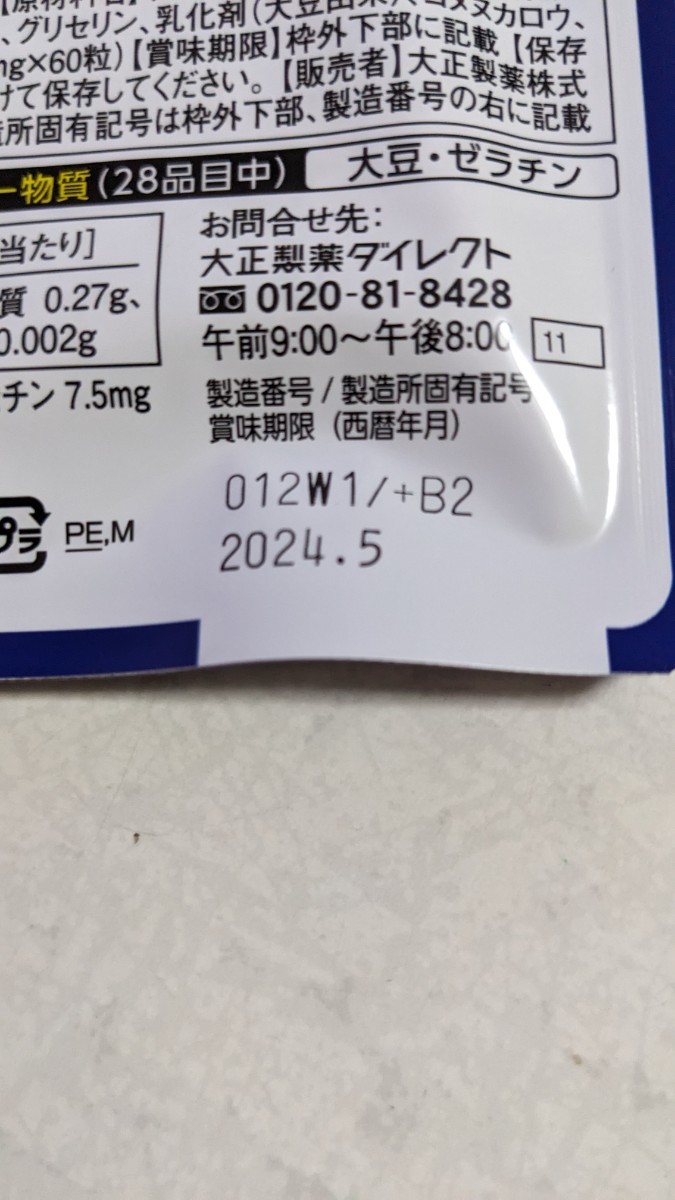 、グリセリン、乳化剤(大豆由来)、コメヌカロウ、
mg×60粒)【賞味期限】枠外下部に記載【保存
けて保存してください。【販売者】大正製薬株式
造所固有記号は枠外下部、製造番号の右に記載
ー物質(28品目中) 大豆・ゼラチン
当たり]
質 0.27g、
0.002g
チン 7.5mg
お問合せ先:
大正製薬ダイレクト
0120-81-8428
午前9:00〜午後8:00 11
製造番号 / 製造所固有記号
賞味期限 (西暦年月)
012W1/+B2
2024.5
プラ PE,M